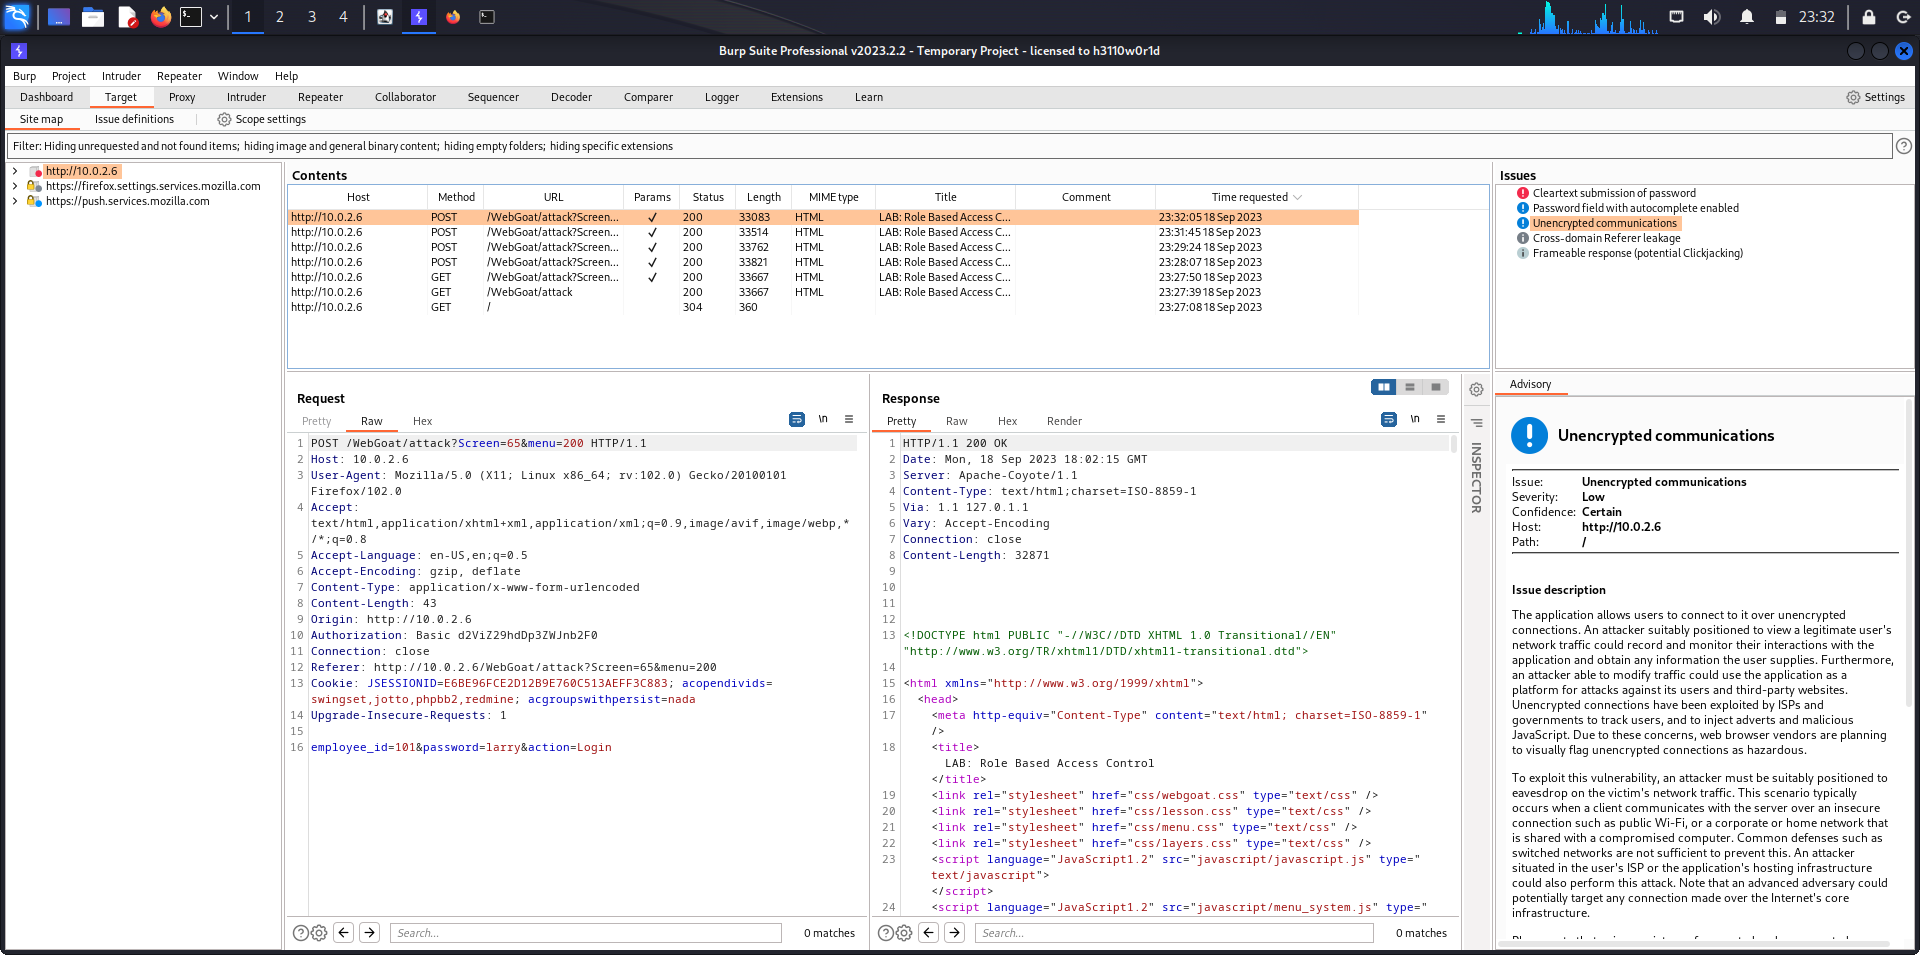 1 2 3 4 23:32
Burp Suite Professional v2023.2.2 - Temporary Project - licensed to h3110w0r1d
Burp Project Intruder Repeater Window Help
Dashboard Target Proxy Intruder Repeater Collaborator Sequencer Decoder Comparer Logger Extensions Learn Settings
Site map Issue definitions Scope settings
Filter: Hiding unrequested and not found items; hiding image and general binary content; hiding empty folders; hiding specific extensions
http://10.0.2.6
https://firefox.settings.services.mozilla.com
https://push.services.mozilla.com
Contents
Host Method URL Params Status Length MIME type Title Comment Time requested
http://10.0.2.6 POST /WebGoat/attack?Screen... ✓ 200 33083 HTML LAB: Role Based Access C... 23:32:05 18 Sep 2023
http://10.0.2.6 POST /WebGoat/attack?Screen... ✓ 200 33514 HTML LAB: Role Based Access C... 23:31:45 18 Sep 2023
http://10.0.2.6 POST /WebGoat/attack?Screen... ✓ 200 33762 HTML LAB: Role Based Access C... 23:29:24 18 Sep 2023
http://10.0.2.6 POST /WebGoat/attack?Screen... ✓ 200 33821 HTML LAB: Role Based Access C... 23:28:07 18 Sep 2023
http://10.0.2.6 GET /WebGoat/attack?Screen... ✓ 200 33667 HTML LAB: Role Based Access C... 23:27:50 18 Sep 2023
http://10.0.2.6 GET /WebGoat/attack 200 33667 HTML LAB: Role Based Access C... 23:27:39 18 Sep 2023
http://10.0.2.6 GET / 304 360 23:27:08 18 Sep 2023
Issues
Cleartext submission of password
Password field with autocomplete enabled
Unencrypted communications
Cross-domain Referer leakage
Frameable response (potential Clickjacking)
Request
Pretty Raw Hex \n
1 POST /WebGoat/attack?Screen=65&menu=200 HTTP/1.1
2 Host: 10.0.2.6
3 User-Agent: Mozilla/5.0 (X11; Linux x86_64; rv:102.0) Gecko/20100101
Firefox/102.0
4 Accept:
text/html,application/xhtml+xml,application/xml;q=0.9,image/avif,image/webp,*
/*;q=0.8
5 Accept-Language: en-US,en;q=0.5
6 Accept-Encoding: gzip, deflate
7 Content-Type: application/x-www-form-urlencoded
8 Content-Length: 43
9 Origin: http://10.0.2.6
10 Authorization: Basic d2ViZ29hdDp3ZWJnb2F0
11 Connection: close
12 Referer: http://10.0.2.6/WebGoat/attack?Screen=65&menu=200
13 Cookie: JSESSIONID=E6BE96FCE2D12B9E760C513AEFF3C883; acopendivids=
swingset,jotto,phpbb2,redmine; acgroupswithpersist=nada
14 Upgrade-Insecure-Requests: 1
15
16 employee_id=101&password=larry&action=Login
Search... 0 matches
Response
Pretty Raw Hex Render \n
1 HTTP/1.1 200 OK
2 Date: Mon, 18 Sep 2023 18:02:15 GMT
3 Server: Apache-Coyote/1.1
4 Content-Type: text/html;charset=ISO-8859-1
5 Via: 1.1 127.0.1.1
6 Vary: Accept-Encoding
7 Connection: close
8 Content-Length: 32871
9
10
11
12
13 <!DOCTYPE html PUBLIC "-//W3C//DTD XHTML 1.0 Transitional//EN"
"http://www.w3.org/TR/xhtml1/DTD/xhtml1-transitional.dtd">
14
15 <html xmlns="http://www.w3.org/1999/xhtml">
16 <head>
17 <meta http-equiv="Content-Type" content="text/html; charset=ISO-8859-1"
/>
18 <title>
LAB: Role Based Access Control
</title>
19 <link rel="stylesheet" href="css/webgoat.css" type="text/css" />
20 <link rel="stylesheet" href="css/lesson.css" type="text/css" />
21 <link rel="stylesheet" href="css/menu.css" type="text/css" />
22 <link rel="stylesheet" href="css/layers.css" type="text/css" />
23 <script language="JavaScript1.2" src="javascript/javascript.js" type="
text/javascript">
</script>
24 <script language="JavaScript1.2" src="javascript/menu_system.js" type="
Search... 0 matches
INSPECTOR
Advisory
Unencrypted communications
Issue: Unencrypted communications
Severity: Low
Confidence: Certain
Host: http://10.0.2.6
Path: /
Issue description
The application allows users to connect to it over unencrypted
connections. An attacker suitably positioned to view a legitimate user's
network traffic could record and monitor their interactions with the
application and obtain any information the user supplies. Furthermore,
an attacker able to modify traffic could use the application as a
platform for attacks against its users and third-party websites.
Unencrypted connections have been exploited by ISPs and
governments to track users, and to inject adverts and malicious
JavaScript. Due to these concerns, web browser vendors are planning
to visually flag unencrypted connections as hazardous.
To exploit this vulnerability, an attacker must be suitably positioned to
eavesdrop on the victim's network traffic. This scenario typically
occurs when a client communicates with the server over an insecure
connection such as public Wi-Fi, or a corporate or home network that
is shared with a compromised computer. Common defenses such as
switched networks are not sufficient to prevent this. An attacker
situated in the user's ISP or the application's hosting infrastructure
could also perform this attack. Note that an advanced adversary could
potentially target any connection made over the Internet's core
infrastructure.